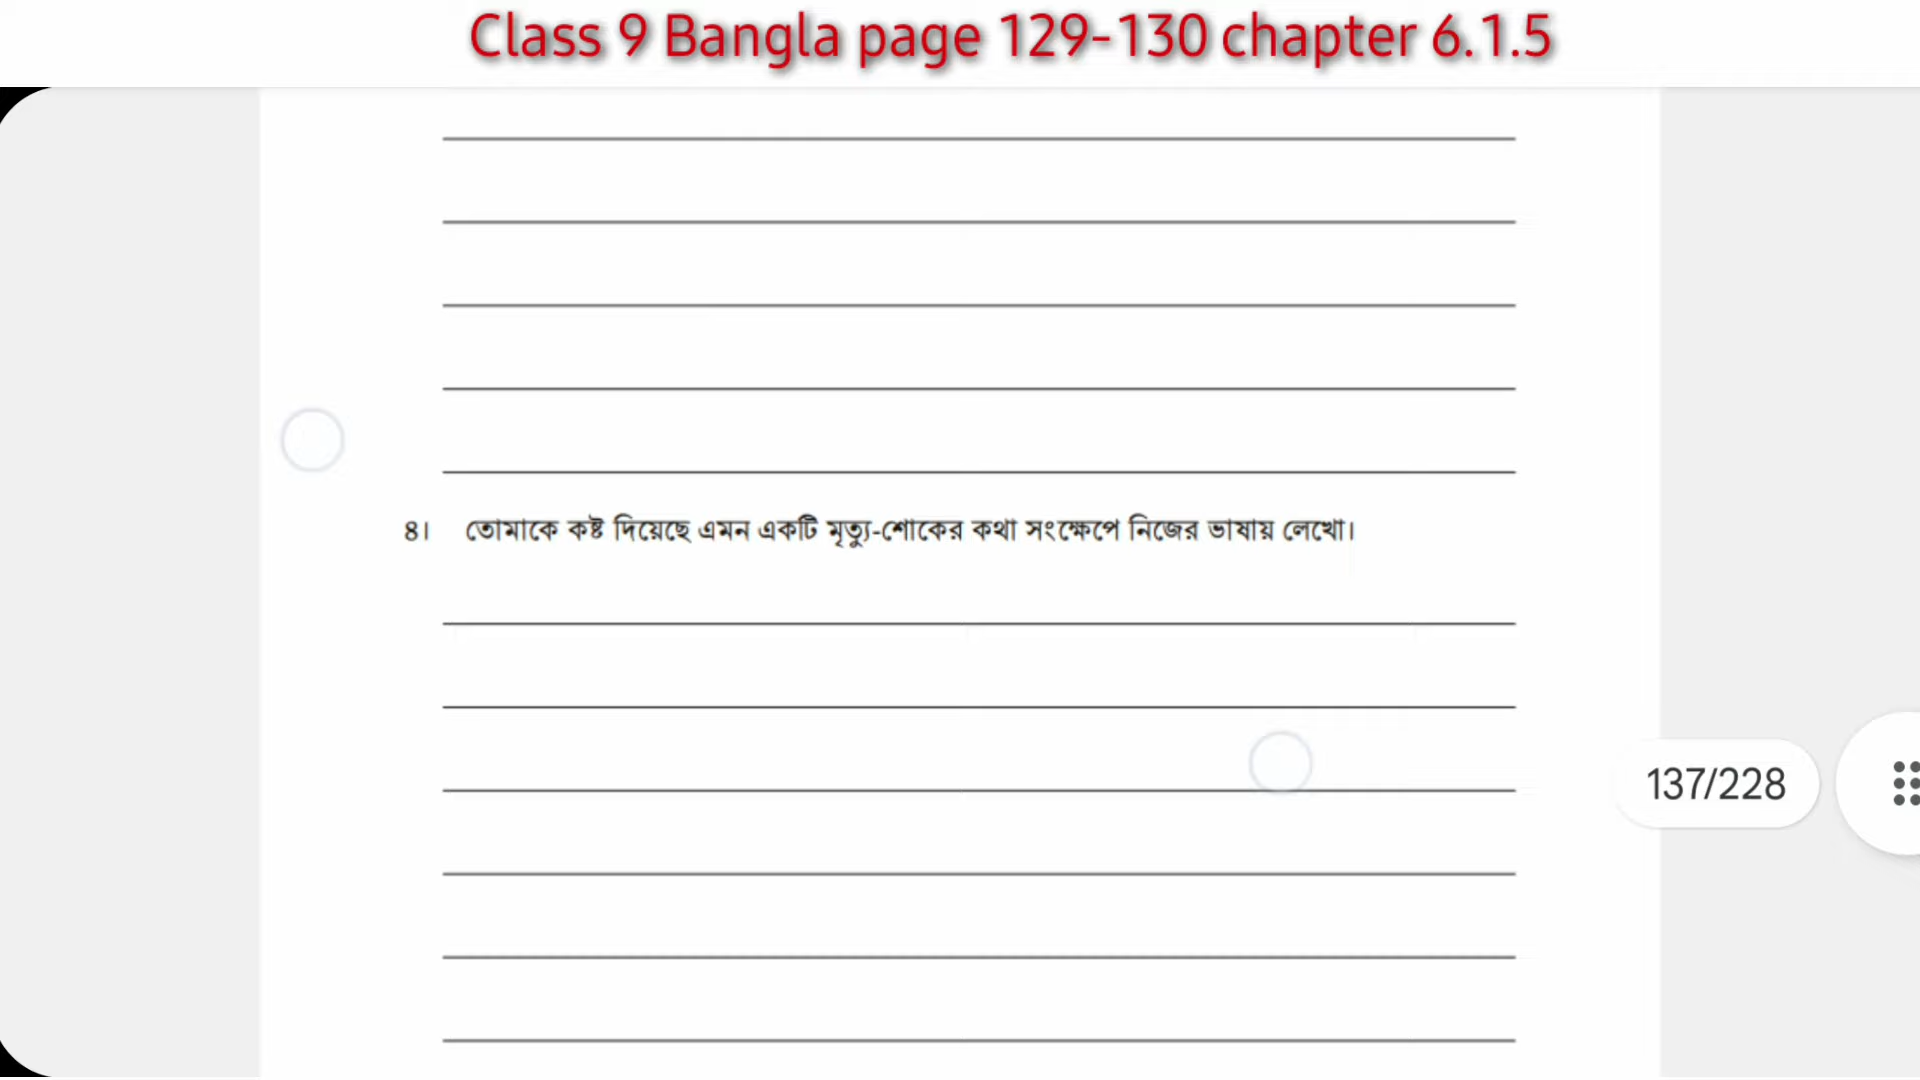 Class 9 Bangla page 129-130 chapter 6.1.5
৪। তোমাকে কষ্ট দিয়েছে এমন একটি মৃত্যু-শোকের কথা সংক্ষেপে নিজের ভাষায় লেখো।
137/228